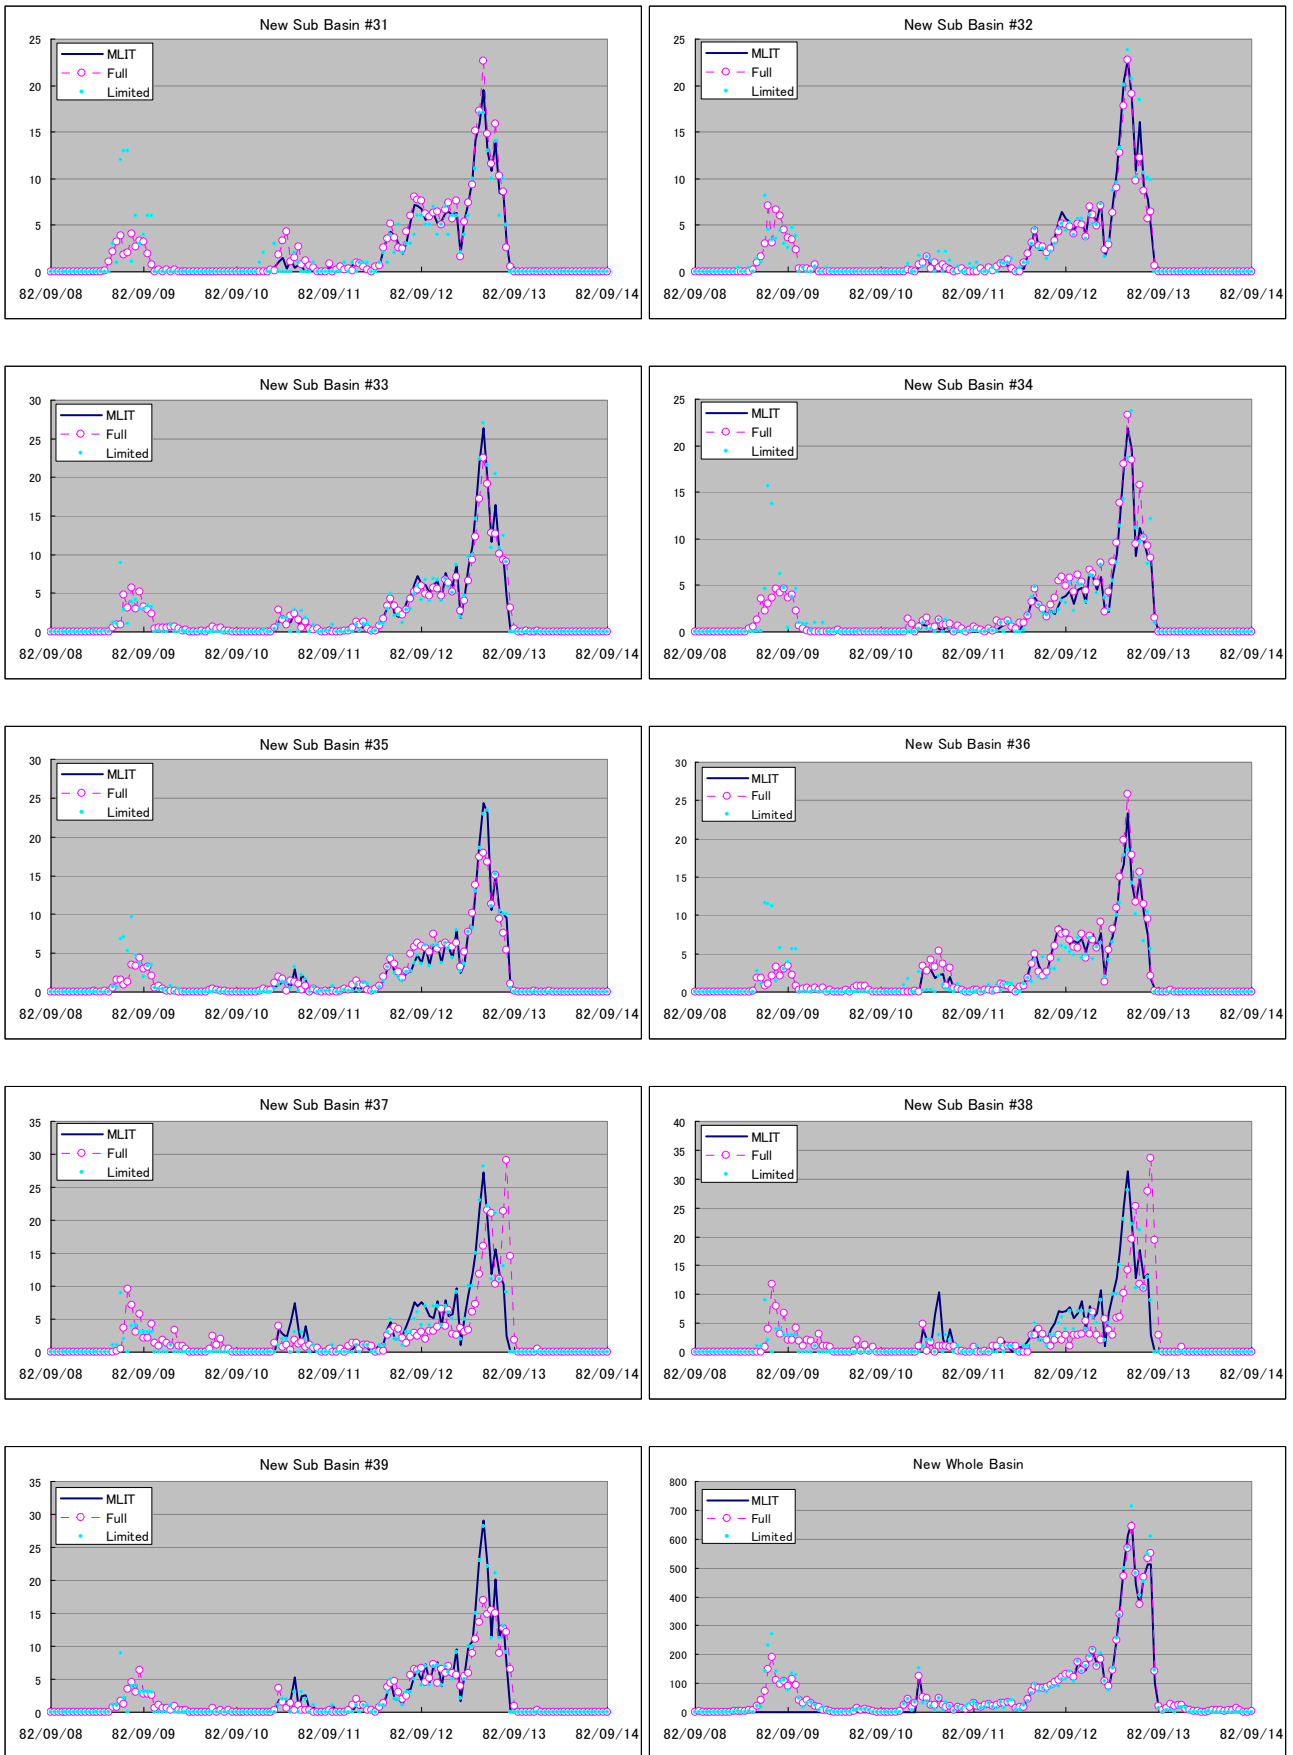 New Sub Basin #31
25
20
15
10
5
0
MLIT
Full
Limited
82/09/08 82/09/09 82/09/10 82/09/11 82/09/12 82/09/13 82/09/14
New Sub Basin #32
25
20
15
10
5
0
MLIT
Full
Limited
82/09/08 82/09/09 82/09/10 82/09/11 82/09/12 82/09/13 82/09/14
New Sub Basin #33
30
25
20
15
10
5
0
MLIT
Full
Limited
82/09/08 82/09/09 82/09/10 82/09/11 82/09/12 82/09/13 82/09/14
New Sub Basin #34
25
20
15
10
5
0
MLIT
Full
Limited
82/09/08 82/09/09 82/09/10 82/09/11 82/09/12 82/09/13 82/09/14
New Sub Basin #35
30
25
20
15
10
5
0
MLIT
Full
Limited
82/09/08 82/09/09 82/09/10 82/09/11 82/09/12 82/09/13 82/09/14
New Sub Basin #36
30
25
20
15
10
5
0
MLIT
Full
Limited
82/09/08 82/09/09 82/09/10 82/09/11 82/09/12 82/09/13 82/09/14
New Sub Basin #37
35
30
25
20
15
10
5
0
MLIT
Full
Limited
82/09/08 82/09/09 82/09/10 82/09/11 82/09/12 82/09/13 82/09/14
New Sub Basin #38
40
35
30
25
20
15
10
5
0
MLIT
Full
Limited
82/09/08 82/09/09 82/09/10 82/09/11 82/09/12 82/09/13 82/09/14
New Sub Basin #39
35
30
25
20
15
10
5
0
MLIT
Full
Limited
82/09/08 82/09/09 82/09/10 82/09/11 82/09/12 82/09/13 82/09/14
New Whole Basin
800
700
600
500
400
300
200
100
0
MLIT
Full
Limited
82/09/08 82/09/09 82/09/10 82/09/11 82/09/12 82/09/13 82/09/14